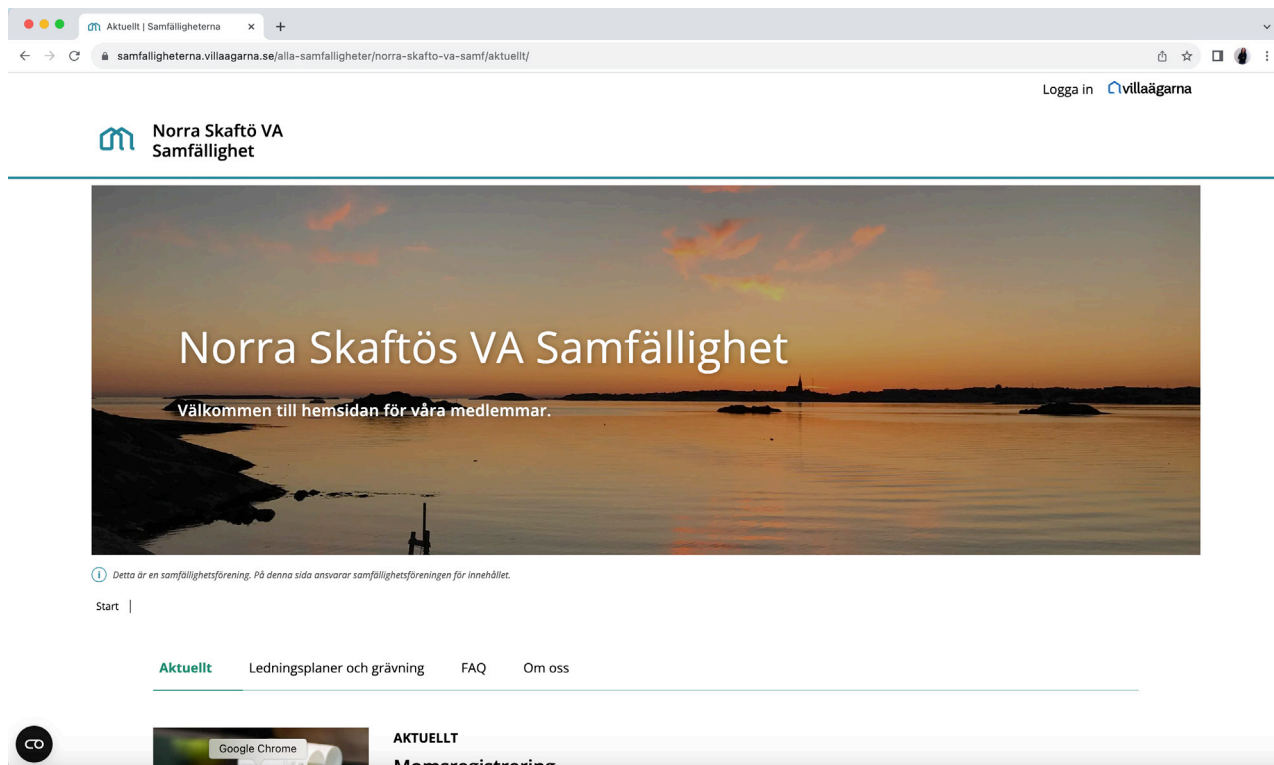 Aktuellt | Samfälligheterna
samfalligheterna.villaagarna.se/alla-samfalligheter/norra-skafto-va-samf/aktuellt/
Logga in villaägarna
Norra Skaftö VA
Samfällighet
Norra Skaftös VA Samfällighet
Välkommen till hemsidan för våra medlemmar.
Detta är en samfällighetsförening. På denna sida ansvarar samfällighetsföreningen för innehållet.
Start |
Aktuellt Ledningsplaner och grävning FAQ Om oss
Google Chrome
AKTUELLT
Momsregistrering